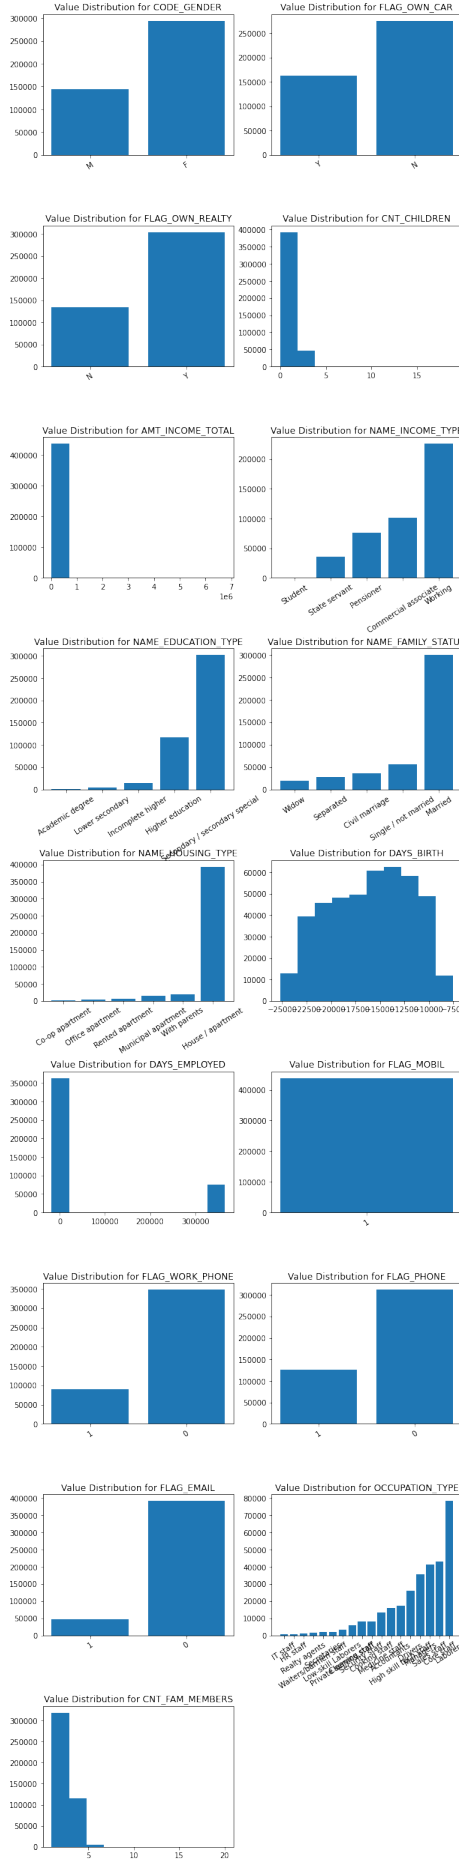 Value Distribution for CODE_GENDER
300000
250000
200000
150000
100000
50000
0
M
F
Value Distribution for FLAG_OWN_CAR
250000
200000
150000
100000
50000
0
Y
N
Value Distribution for FLAG_OWN_REALTY
300000
250000
200000
150000
100000
50000
0
N
Y
Value Distribution for CNT_CHILDREN
400000
350000
300000
250000
200000
150000
100000
50000
0
0
5
10
15
Value Distribution for AMT_INCOME_TOTAL
400000
300000
200000
100000
0
0
1
2
3
4
5
6
7
1e6
Value Distribution for NAME_INCOME_TYPE
200000
150000
100000
50000
0
Student
State servant
Pensioner
Commercial associate
Working
Value Distribution for NAME_EDUCATION_TYPE
300000
250000
200000
150000
100000
50000
0
Academic degree
Lower secondary
Incomplete higher
Higher education
Secondary / secondary special
Value Distribution for NAME_FAMILY_STATU
300000
250000
200000
150000
100000
50000
0
Widow
Separated
Civil marriage
Single / not married
Married
Value Distribution for NAME_HOUSING_TYPE
400000
350000
300000
250000
200000
150000
100000
50000
0
Co-op apartment
Office apartment
Rented apartment
Municipal apartment
With parents
House / apartment
Value Distribution for DAYS_BIRTH
60000
50000
40000
30000
20000
10000
0
−25000
−22500
−20000
−17500
−15000
−12500
−10000
−750
Value Distribution for DAYS_EMPLOYED
350000
300000
250000
200000
150000
100000
50000
0
0
100000
200000
300000
Value Distribution for FLAG_MOBIL
400000
300000
200000
100000
0
1
Value Distribution for FLAG_WORK_PHONE
350000
300000
250000
200000
150000
100000
50000
0
1
0
Value Distribution for FLAG_PHONE
300000
250000
200000
150000
100000
50000
0
1
0
Value Distribution for FLAG_EMAIL
400000
350000
300000
250000
200000
150000
100000
50000
0
1
0
Value Distribution for OCCUPATION_TYPE
80000
70000
60000
50000
40000
30000
20000
10000
0
IT staff
HR staff
Realty agents
Secretaries
Low-skill Laborers
Accountants
Drivers
Laborer
Value Distribution for CNT_FAM_MEMBERS
300000
250000
200000
150000
100000
50000
0
5
10
15
20